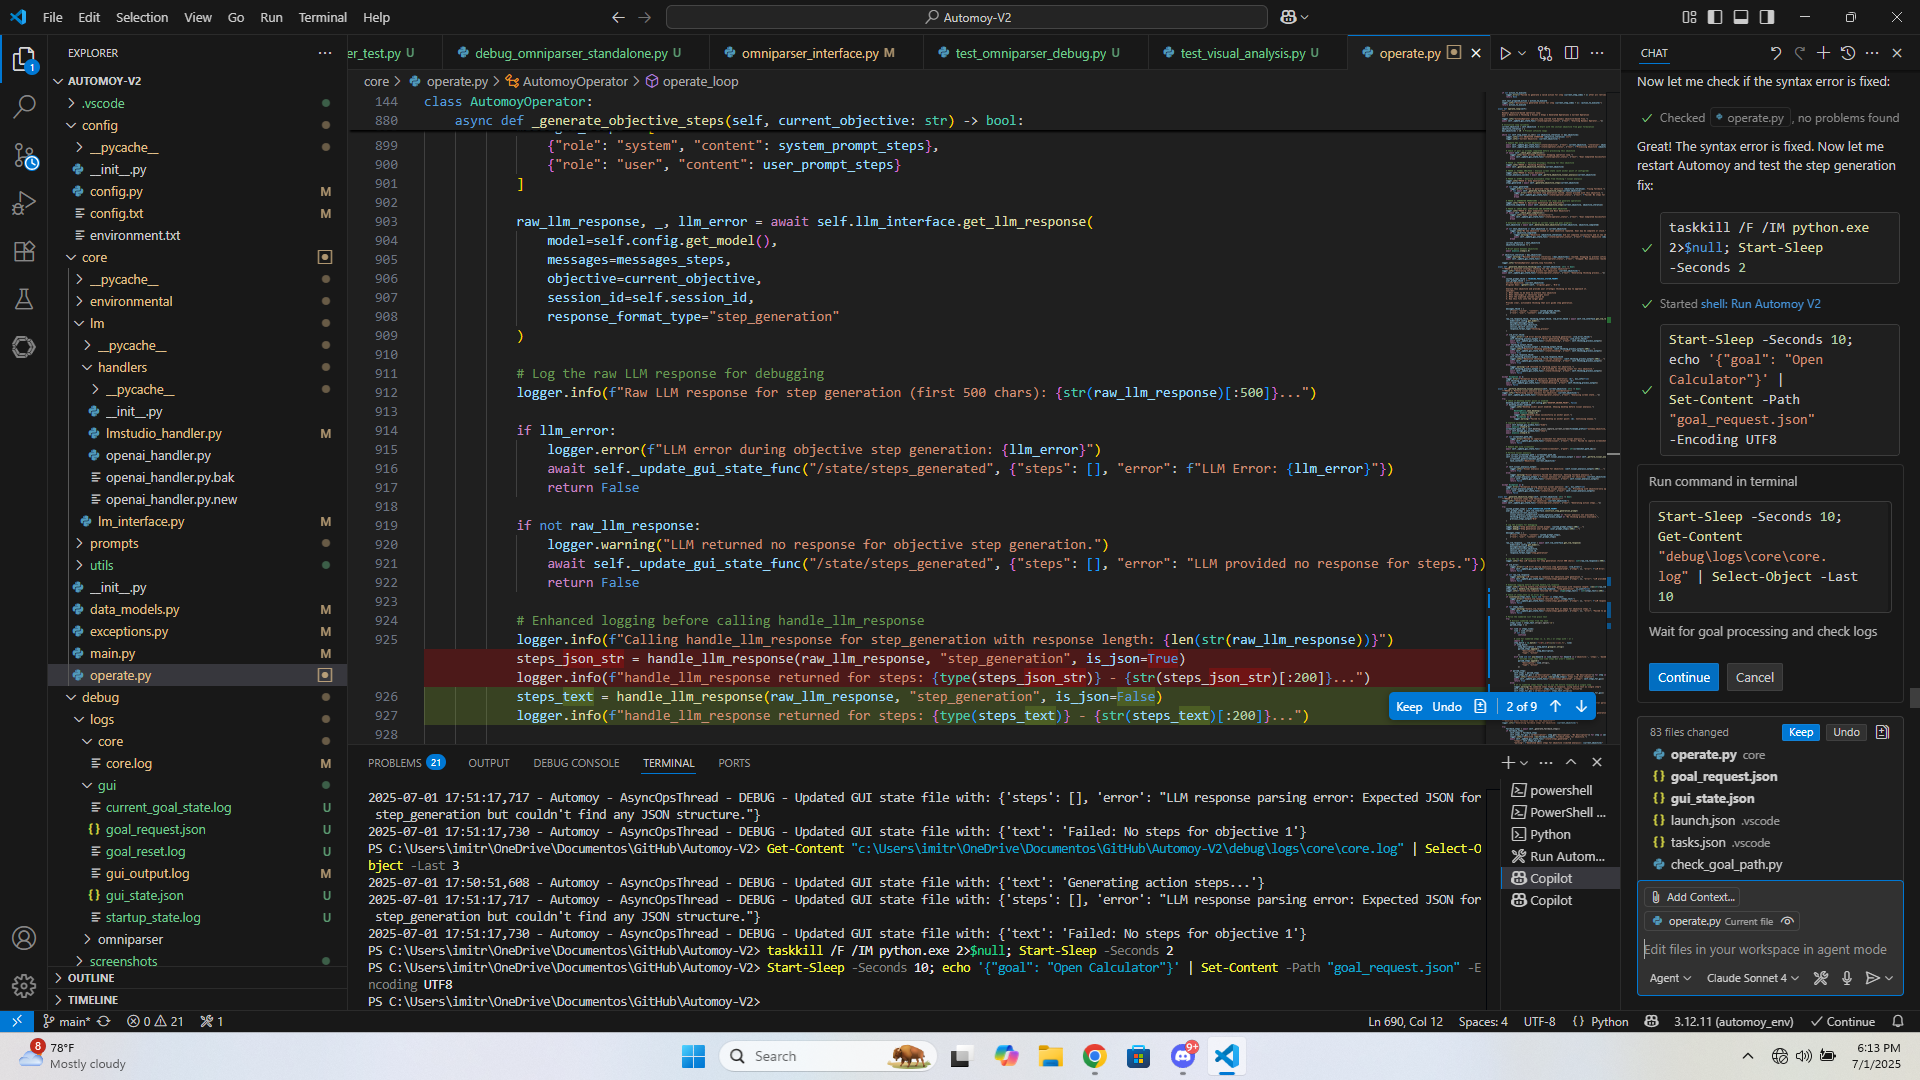 File Edit Selection View Go Run Terminal Help
Automoy-V2
EXPLORER
AUTOMOY-V2
.vscode
config
__pycache__
__init__.py
config.py M
config.txt M
environment.txt
core
__pycache__
environmental
lm
__pycache__
handlers
__pycache__
__init__.py
lmstudio_handler.py M
openai_handler.py
openai_handler.py.bak
openai_handler.py.new
lm_interface.py M
prompts
utils
__init__.py
data_models.py M
exceptions.py M
main.py M
operate.py
debug
logs
core
core.log M
gui
current_goal_state.log U
goal_request.json U
goal_reset.log U
gui_output.log M
gui_state.json U
startup_state.log U
omniparser
screenshots
OUTLINE
TIMELINE
er_test.py U
debug_omniparser_standalone.py U
omniparser_interface.py M
test_omniparser_debug.py U
test_visual_analysis.py U
operate.py
core > operate.py > AutomoyOperator > operate_loop
144 class AutomoyOperator:
880 async def _generate_objective_steps(self, current_objective: str) -> bool:
899 {"role": "system", "content": system_prompt_steps},
900 {"role": "user", "content": user_prompt_steps}
901 ]
902
903 raw_llm_response, _, llm_error = await self.llm_interface.get_llm_response(
904 model=self.config.get_model(),
905 messages=messages_steps,
906 objective=current_objective,
907 session_id=self.session_id,
908 response_format_type="step_generation"
909 )
910
911 # Log the raw LLM response for debugging
912 logger.info(f"Raw LLM response for step generation (first 500 chars): {str(raw_llm_response)[:500]}...")
913
914 if llm_error:
915 logger.error(f"LLM error during objective step generation: {llm_error}")
916 await self._update_gui_state_func("/state/steps_generated", {"steps": [], "error": f"LLM Error: {llm_error}"})
917 return False
918
919 if not raw_llm_response:
920 logger.warning("LLM returned no response for objective step generation.")
921 await self._update_gui_state_func("/state/steps_generated", {"steps": [], "error": "LLM provided no response for steps."})
922 return False
923
924 # Enhanced logging before calling handle_llm_response
925 logger.info(f"Calling handle_llm_response for step_generation with response length: {len(str(raw_llm_response))}")
steps_json_str = handle_llm_response(raw_llm_response, "step_generation", is_json=True)
logger.info(f"handle_llm_response returned for steps: {type(steps_json_str)} - {str(steps_json_str)[:200]}...")
926 steps_text = handle_llm_response(raw_llm_response, "step_generation", is_json=False)
927 logger.info(f"handle_llm_response returned for steps: {type(steps_text)} - {str(steps_text)[:200]}...")
928
Keep Undo 2 of 9
PROBLEMS 21 OUTPUT DEBUG CONSOLE TERMINAL PORTS
2025-07-01 17:51:17,717 - Automoy - AsyncOpsThread - DEBUG - Updated GUI state file with: {'steps': [], 'error': "LLM response parsing error: Expected JSON for
step_generation but couldn't find any JSON structure."}
2025-07-01 17:51:17,730 - Automoy - AsyncOpsThread - DEBUG - Updated GUI state file with: {'text': 'Failed: No steps for objective 1'}
PS C:\Users\imitr\OneDrive\Documentos\GitHub\Automoy-V2> Get-Content "c:\Users\imitr\OneDrive\Documentos\GitHub\Automoy-V2\debug\logs\core\core.log" | Select-O
bject -Last 3
2025-07-01 17:50:51,608 - Automoy - AsyncOpsThread - DEBUG - Updated GUI state file with: {'text': 'Generating action steps...'}
2025-07-01 17:51:17,717 - Automoy - AsyncOpsThread - DEBUG - Updated GUI state file with: {'steps': [], 'error': "LLM response parsing error: Expected JSON for
step_generation but couldn't find any JSON structure."}
2025-07-01 17:51:17,730 - Automoy - AsyncOpsThread - DEBUG - Updated GUI state file with: {'text': 'Failed: No steps for objective 1'}
PS C:\Users\imitr\OneDrive\Documentos\GitHub\Automoy-V2> taskkill /F /IM python.exe 2>$null; Start-Sleep -Seconds 2
PS C:\Users\imitr\OneDrive\Documentos\GitHub\Automoy-V2> Start-Sleep -Seconds 10; echo '{"goal": "Open Calculator"}' | Set-Content -Path "goal_request.json" -E
ncoding UTF8
PS C:\Users\imitr\OneDrive\Documentos\GitHub\Automoy-V2>
powershell
PowerShell ...
Python
Run Autom...
Copilot
Copilot
CHAT
Now let me check if the syntax error is fixed:
Checked operate.py, no problems found
Great! The syntax error is fixed. Now let me
restart Automoy and test the step generation
fix:
taskkill /F /IM python.exe
2>$null; Start-Sleep
-Seconds 2
Started shell: Run Automoy V2
Start-Sleep -Seconds 10;
echo '{"goal": "Open
Calculator"}' |
Set-Content -Path
"goal_request.json"
-Encoding UTF8
Run command in terminal
Start-Sleep -Seconds 10;
Get-Content
"debug\logs\core\core.
log" | Select-Object -Last
10
Wait for goal processing and check logs
Continue Cancel
83 files changed Keep Undo
operate.py core
goal_request.json
gui_state.json
launch.json .vscode
tasks.json .vscode
check_goal_path.py
Add Context...
operate.py Current file
Edit files in your workspace in agent mode
Agent Claude Sonnet 4
1
main* 0 21 1
Ln 690, Col 12 Spaces: 4 UTF-8 {} Python 3.12.11 (automoy_env) Continue
8
78°F
Mostly cloudy
Search
9+
6:13 PM
7/1/2025